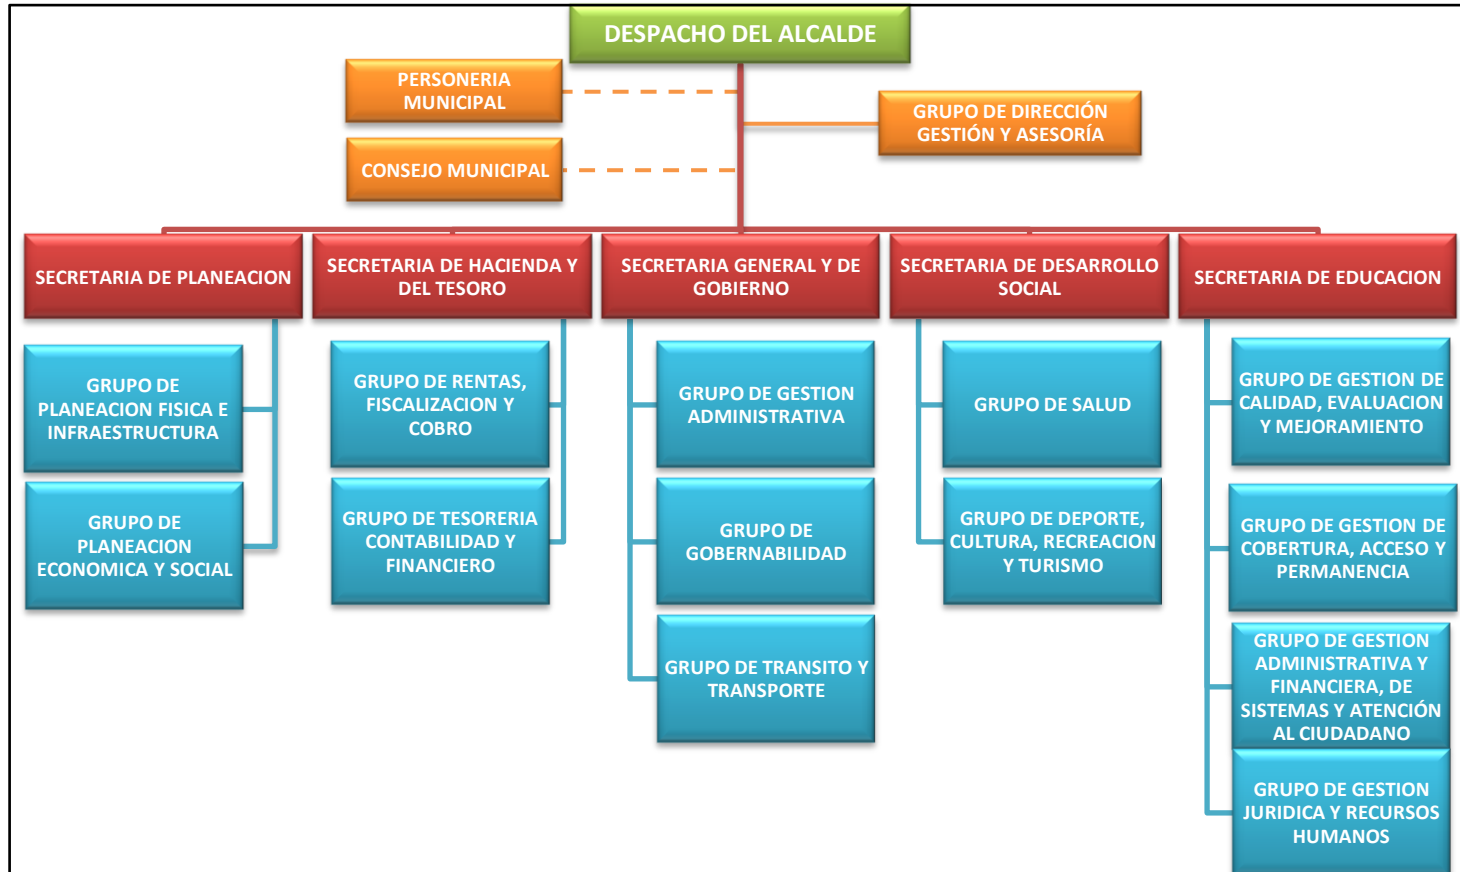 DESPACHO DEL ALCALDE
PERSONERIA
MUNICIPAL
GRUPO DE DIRECCIÓN
GESTIÓN Y ASESORÍA
CONSEJO MUNICIPAL
SECRETARIA DE PLANEACION
SECRETARIA DE HACIENDA Y
DEL TESORO
SECRETARIA GENERAL Y DE
GOBIERNO
SECRETARIA DE DESARROLLO
SOCIAL
SECRETARIA DE EDUCACION
GRUPO DE
PLANEACION FISICA E
INFRAESTRUCTURA
GRUPO DE
PLANEACION
ECONOMICA Y SOCIAL
GRUPO DE RENTAS,
FISCALIZACION Y
COBRO
GRUPO DE TESORERIA
CONTABILIDAD Y
FINANCIERO
GRUPO DE GESTION
ADMINISTRATIVA
GRUPO DE
GOBERNABILIDAD
GRUPO DE TRANSITO Y
TRANSPORTE
GRUPO DE SALUD
GRUPO DE DEPORTE,
CULTURA, RECREACION
Y TURISMO
GRUPO DE GESTION DE
CALIDAD, EVALUACION
Y MEJORAMIENTO
GRUPO DE GESTION DE
COBERTURA, ACCESO Y
PERMANENCIA
GRUPO DE GESTION
ADMINISTRATIVA Y
FINANCIERA, DE
SISTEMAS Y ATENCIÓN
AL CIUDADANO
GRUPO DE GESTION
JURIDICA Y RECURSOS
HUMANOS